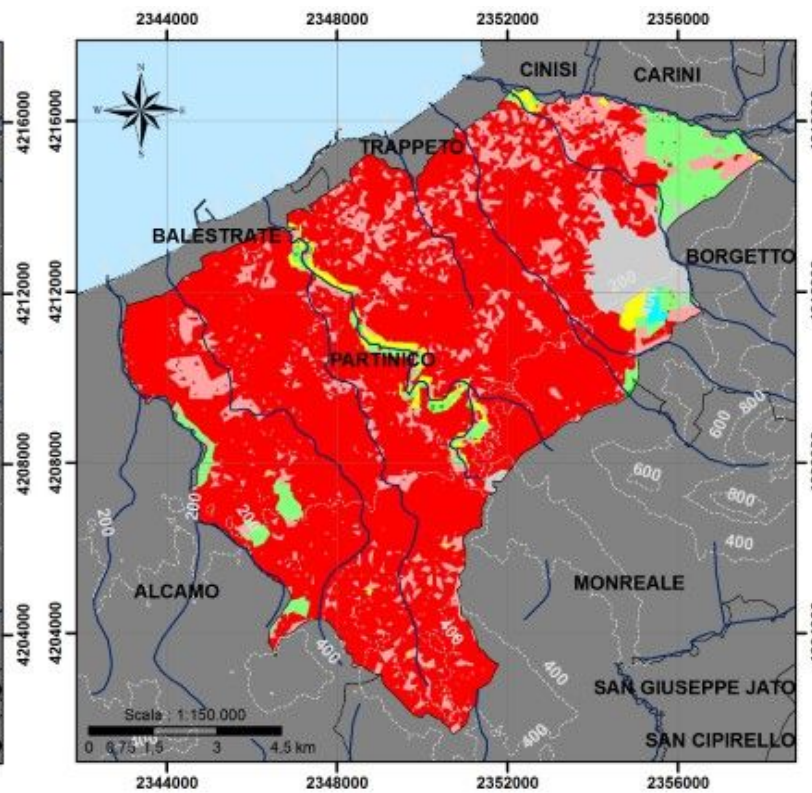 2344000 2348000 2352000 2356000
CINISI CARINI
N
W E
S
4216000 4212000 4208000 4204000
TRAPPETO
BALESTRATE
BORGETTO
200
PARTINICO
800
600
600
800
200
200
200
400
ALCAMO
MONREALE
400
400
400
SAN GIUSEPPE JATO
Scala : 1:150.000
400
SAN CIPIRELLO
0 0,75 1,5 3 4,5 km
2344000 2348000 2352000 2356000